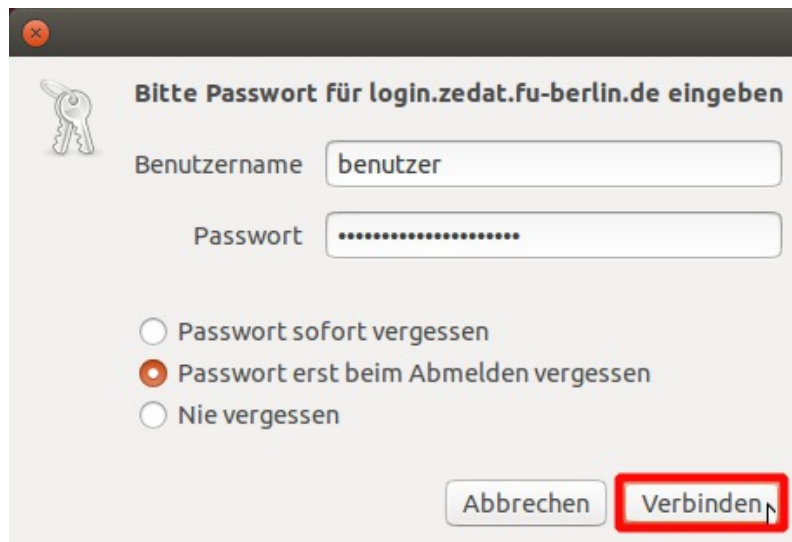 Bitte Passwort für login.zedat.fu-berlin.de eingeben
Benutzername benutzer
Passwort •••••••••••••••••••••
Passwort sofort vergessen
Passwort erst beim Abmelden vergessen
Nie vergessen
Abbrechen Verbinden